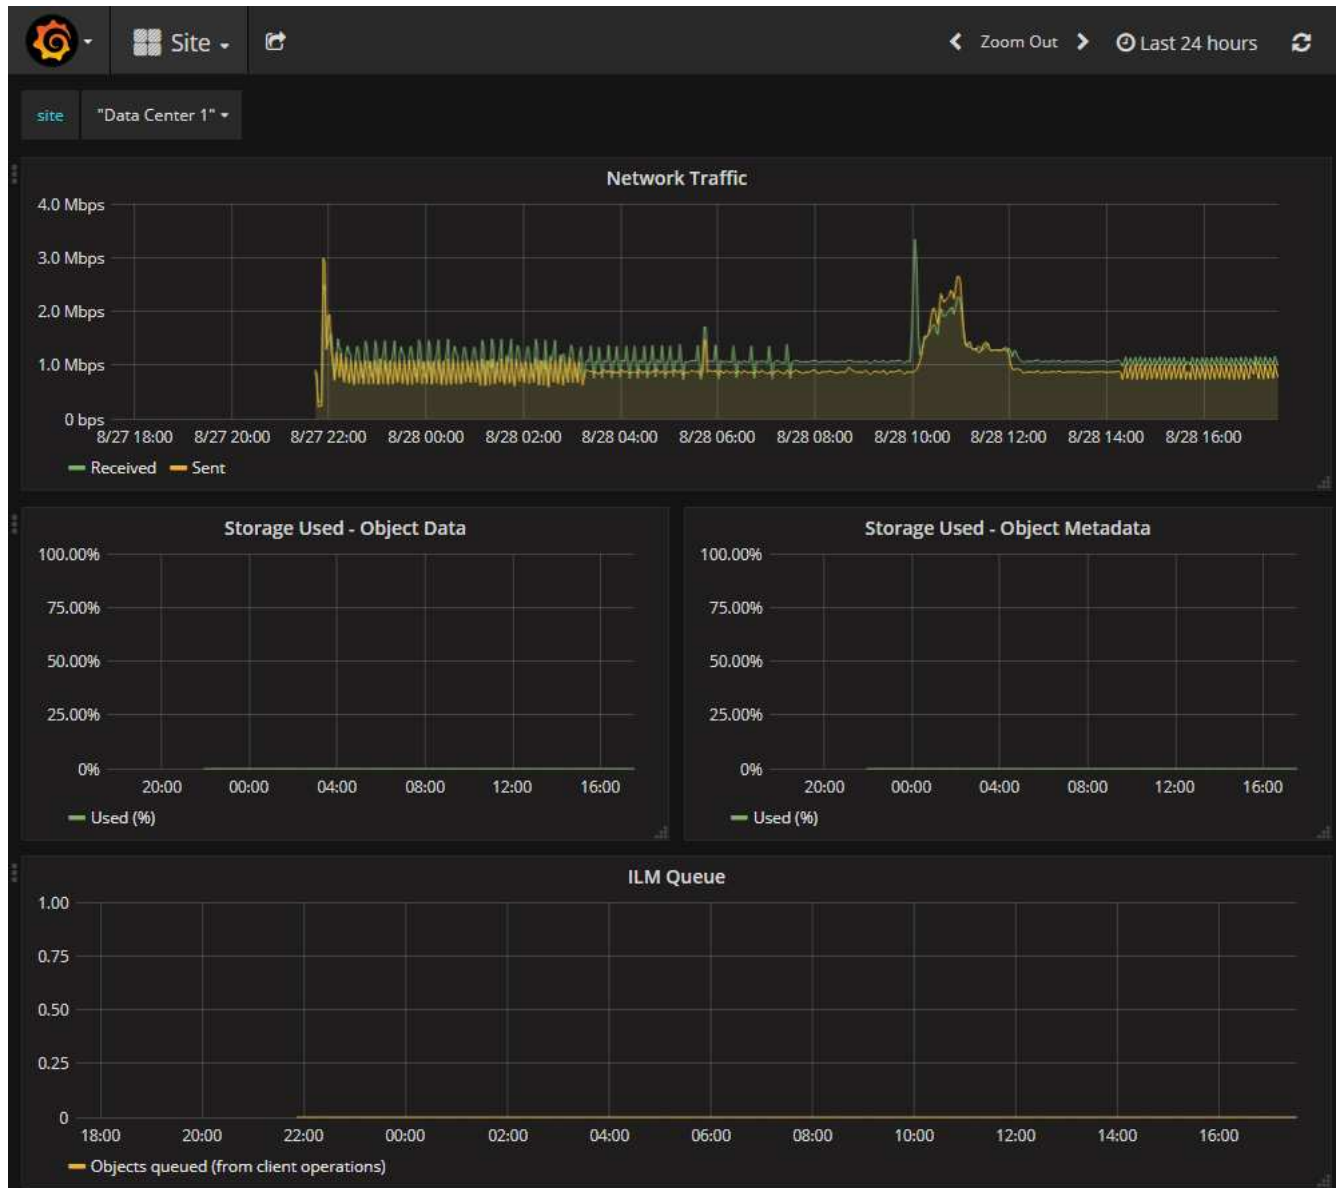 Site
Zoom Out
Last 24 hours
site
"Data Center 1"
Network Traffic
4.0 Mbps
3.0 Mbps
2.0 Mbps
1.0 Mbps
0 bps
8/27 18:00 8/27 20:00 8/27 22:00 8/28 00:00 8/28 02:00 8/28 04:00 8/28 06:00 8/28 08:00 8/28 10:00 8/28 12:00 8/28 14:00 8/28 16:00
Received Sent
Storage Used - Object Data
100.00%
75.00%
50.00%
25.00%
0%
20:00 00:00 04:00 08:00 12:00 16:00
Used (%)
Storage Used - Object Metadata
100.00%
75.00%
50.00%
25.00%
0%
20:00 00:00 04:00 08:00 12:00 16:00
Used (%)
ILM Queue
1.00
0.75
0.50
0.25
0
18:00 20:00 22:00 00:00 02:00 04:00 06:00 08:00 10:00 12:00 14:00 16:00
Objects queued (from client operations)